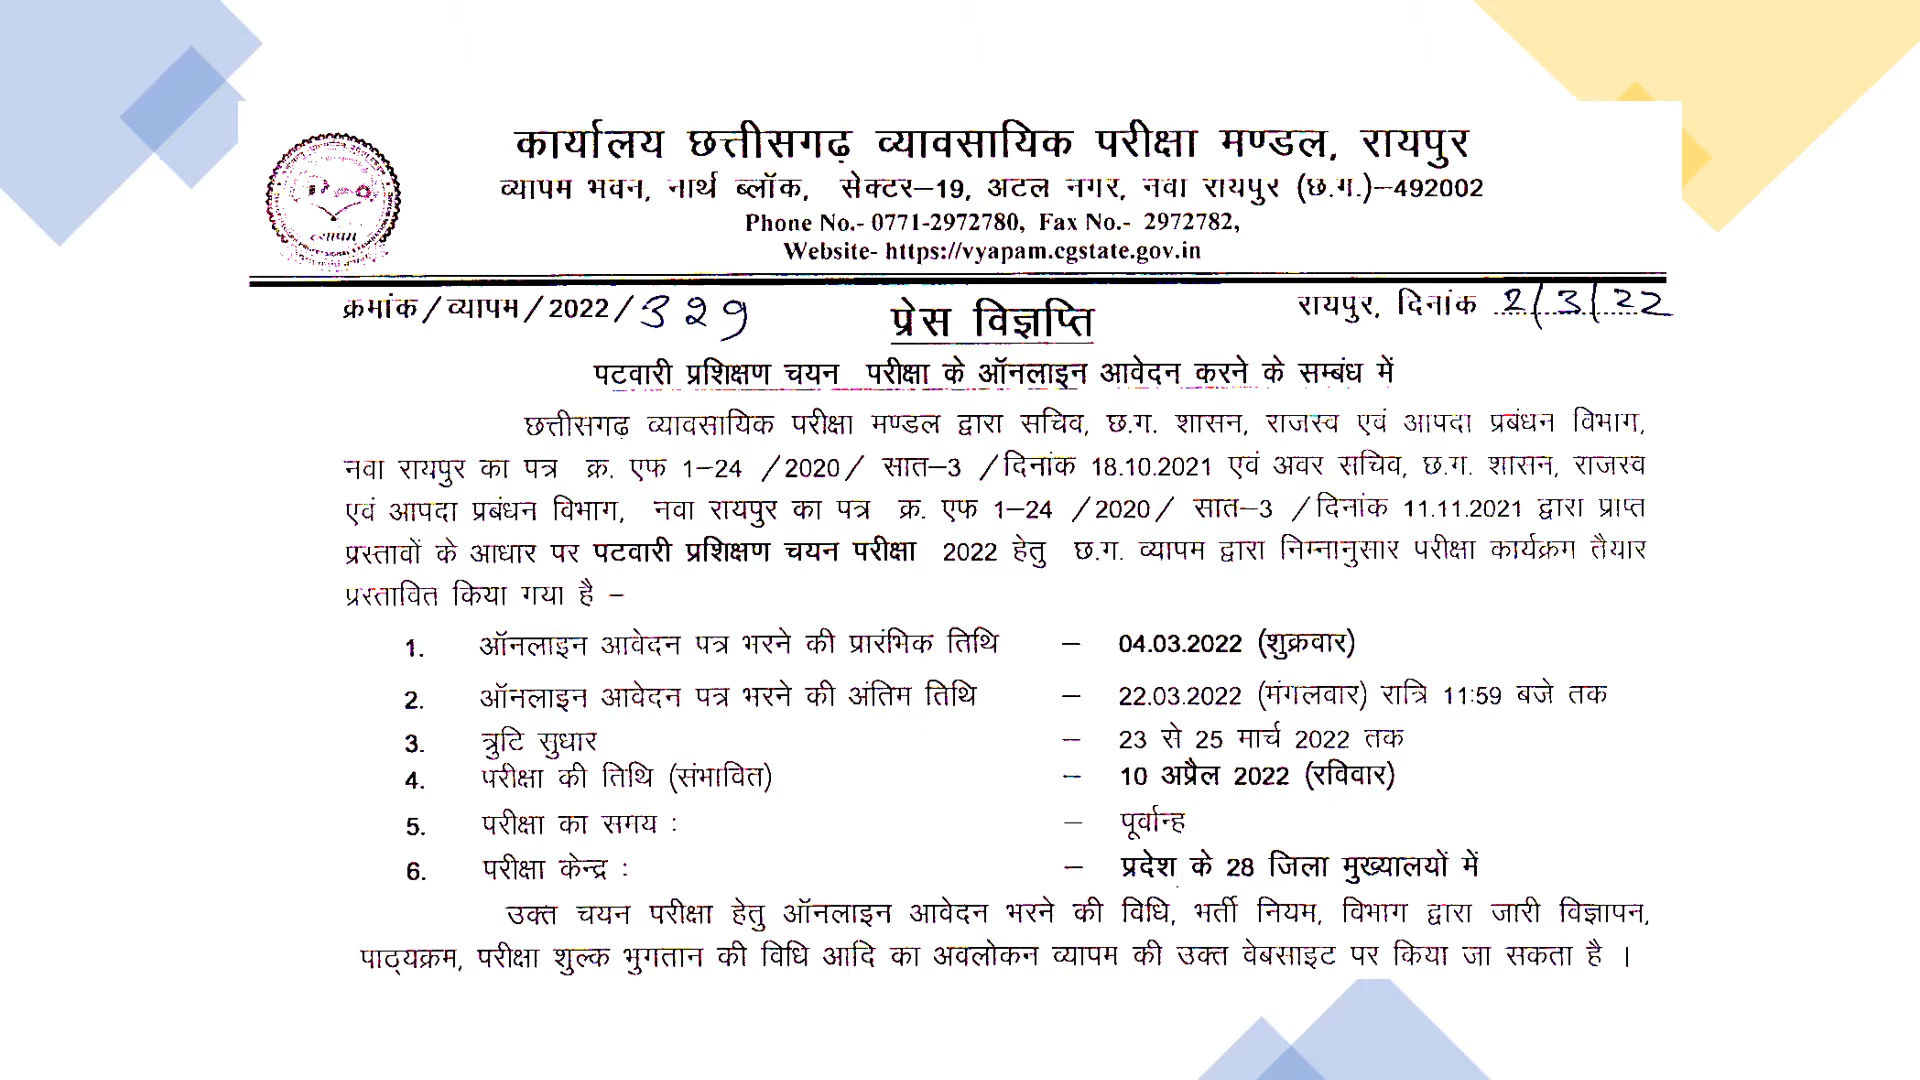 कार्यालय छत्तीसगढ़ व्यावसायिक परीक्षा मण्डल, रायपुर
व्यापम भवन, नार्थ ब्लॉक, सेक्टर–19, अटल नगर, नवा रायपुर (छ.ग.)–492002
Phone No.- 0771-2972780, Fax No.- 2972782,
Website- https://vyapam.cgstate.gov.in
व्यापम
क्रमांक/व्यापम/2022/329
रायपुर, दिनांक 2/3/22
प्रेस विज्ञप्ति
पटवारी प्रशिक्षण चयन परीक्षा के ऑनलाइन आवेदन करने के सम्बंध में
छत्तीसगढ़ व्यावसायिक परीक्षा मण्डल द्वारा सचिव, छ.ग. शासन, राजस्व एवं आपदा प्रबंधन विभाग,
नवा रायपुर का पत्र क्र. एफ 1–24 /2020/ सात–3 /दिनांक 18.10.2021 एवं अवर सचिव, छ.ग. शासन, राजस्व
एवं आपदा प्रबंधन विभाग, नवा रायपुर का पत्र क्र. एफ 1–24 /2020/ सात–3 /दिनांक 11.11.2021 द्वारा प्राप्त
प्रस्तावों के आधार पर पटवारी प्रशिक्षण चयन परीक्षा 2022 हेतु छ.ग. व्यापम द्वारा निम्नानुसार परीक्षा कार्यक्रम तैयार
प्रस्तावित किया गया है –
1. ऑनलाइन आवेदन पत्र भरने की प्रारंभिक तिथि – 04.03.2022 (शुक्रवार)
2. ऑनलाइन आवेदन पत्र भरने की अंतिम तिथि – 22.03.2022 (मंगलवार) रात्रि 11:59 बजे तक
3. त्रुटि सुधार – 23 से 25 मार्च 2022 तक
4. परीक्षा की तिथि (संभावित) – 10 अप्रैल 2022 (रविवार)
5. परीक्षा का समय : – पूर्वान्ह
6. परीक्षा केन्द्र : – प्रदेश के 28 जिला मुख्यालयों में
उक्त चयन परीक्षा हेतु ऑनलाइन आवेदन भरने की विधि, भर्ती नियम, विभाग द्वारा जारी विज्ञापन,
पाठ्यक्रम, परीक्षा शुल्क भुगतान की विधि आदि का अवलोकन व्यापम की उक्त वेबसाइट पर किया जा सकता है ।